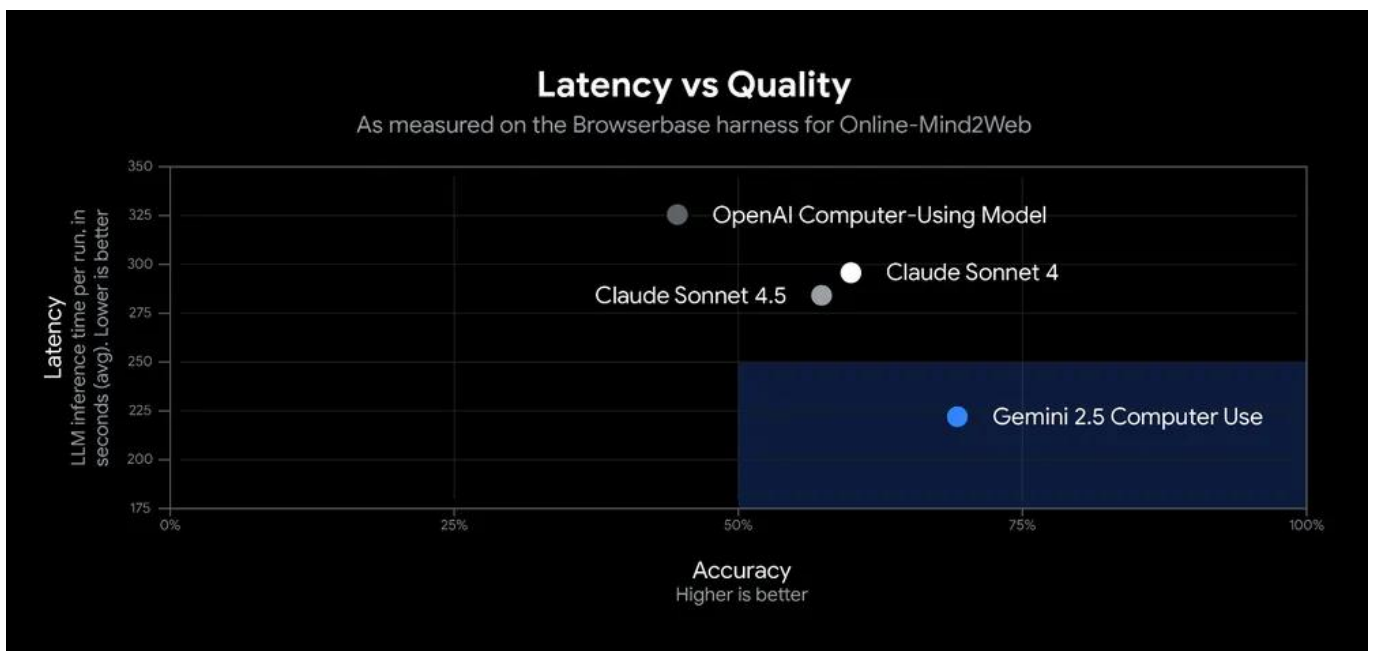 Latency vs Quality
As measured on the Browserbase harness for Online-Mind2Web
Latency
LLM inference time per run, in
seconds (avg). Lower is better
350
325
300
275
250
225
200
175
OpenAI Computer-Using Model
Claude Sonnet 4
Claude Sonnet 4.5
Gemini 2.5 Computer Use
0%
25%
50%
75%
100%
Accuracy
Higher is better